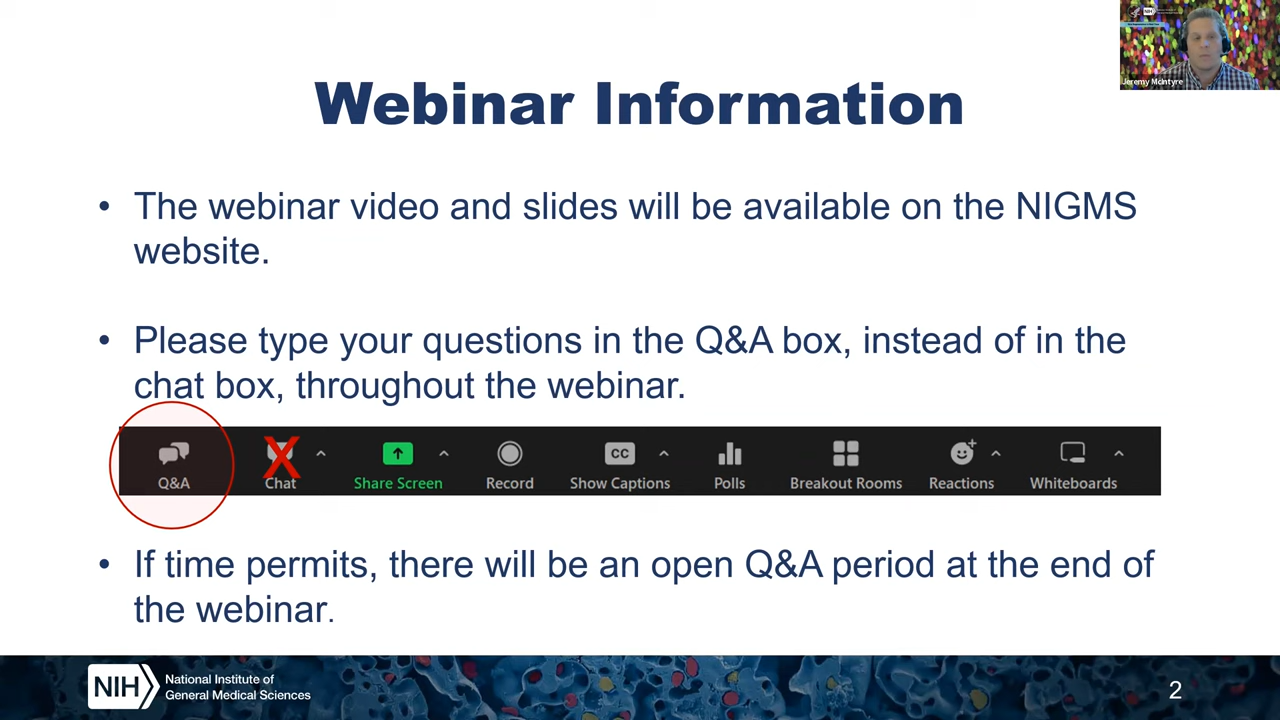 NIH
Jeremy McIntyre
Webinar Information
• The webinar video and slides will be available on the NIGMS
website.
• Please type your questions in the Q&A box, instead of in the
chat box, throughout the webinar.
Q&A
Chat
Share Screen
Record
CC
Show Captions
Polls
Breakout Rooms
Reactions
Whiteboards
• If time permits, there will be an open Q&A period at the end of
the webinar.
NIH
National Institute of
General Medical Sciences
2